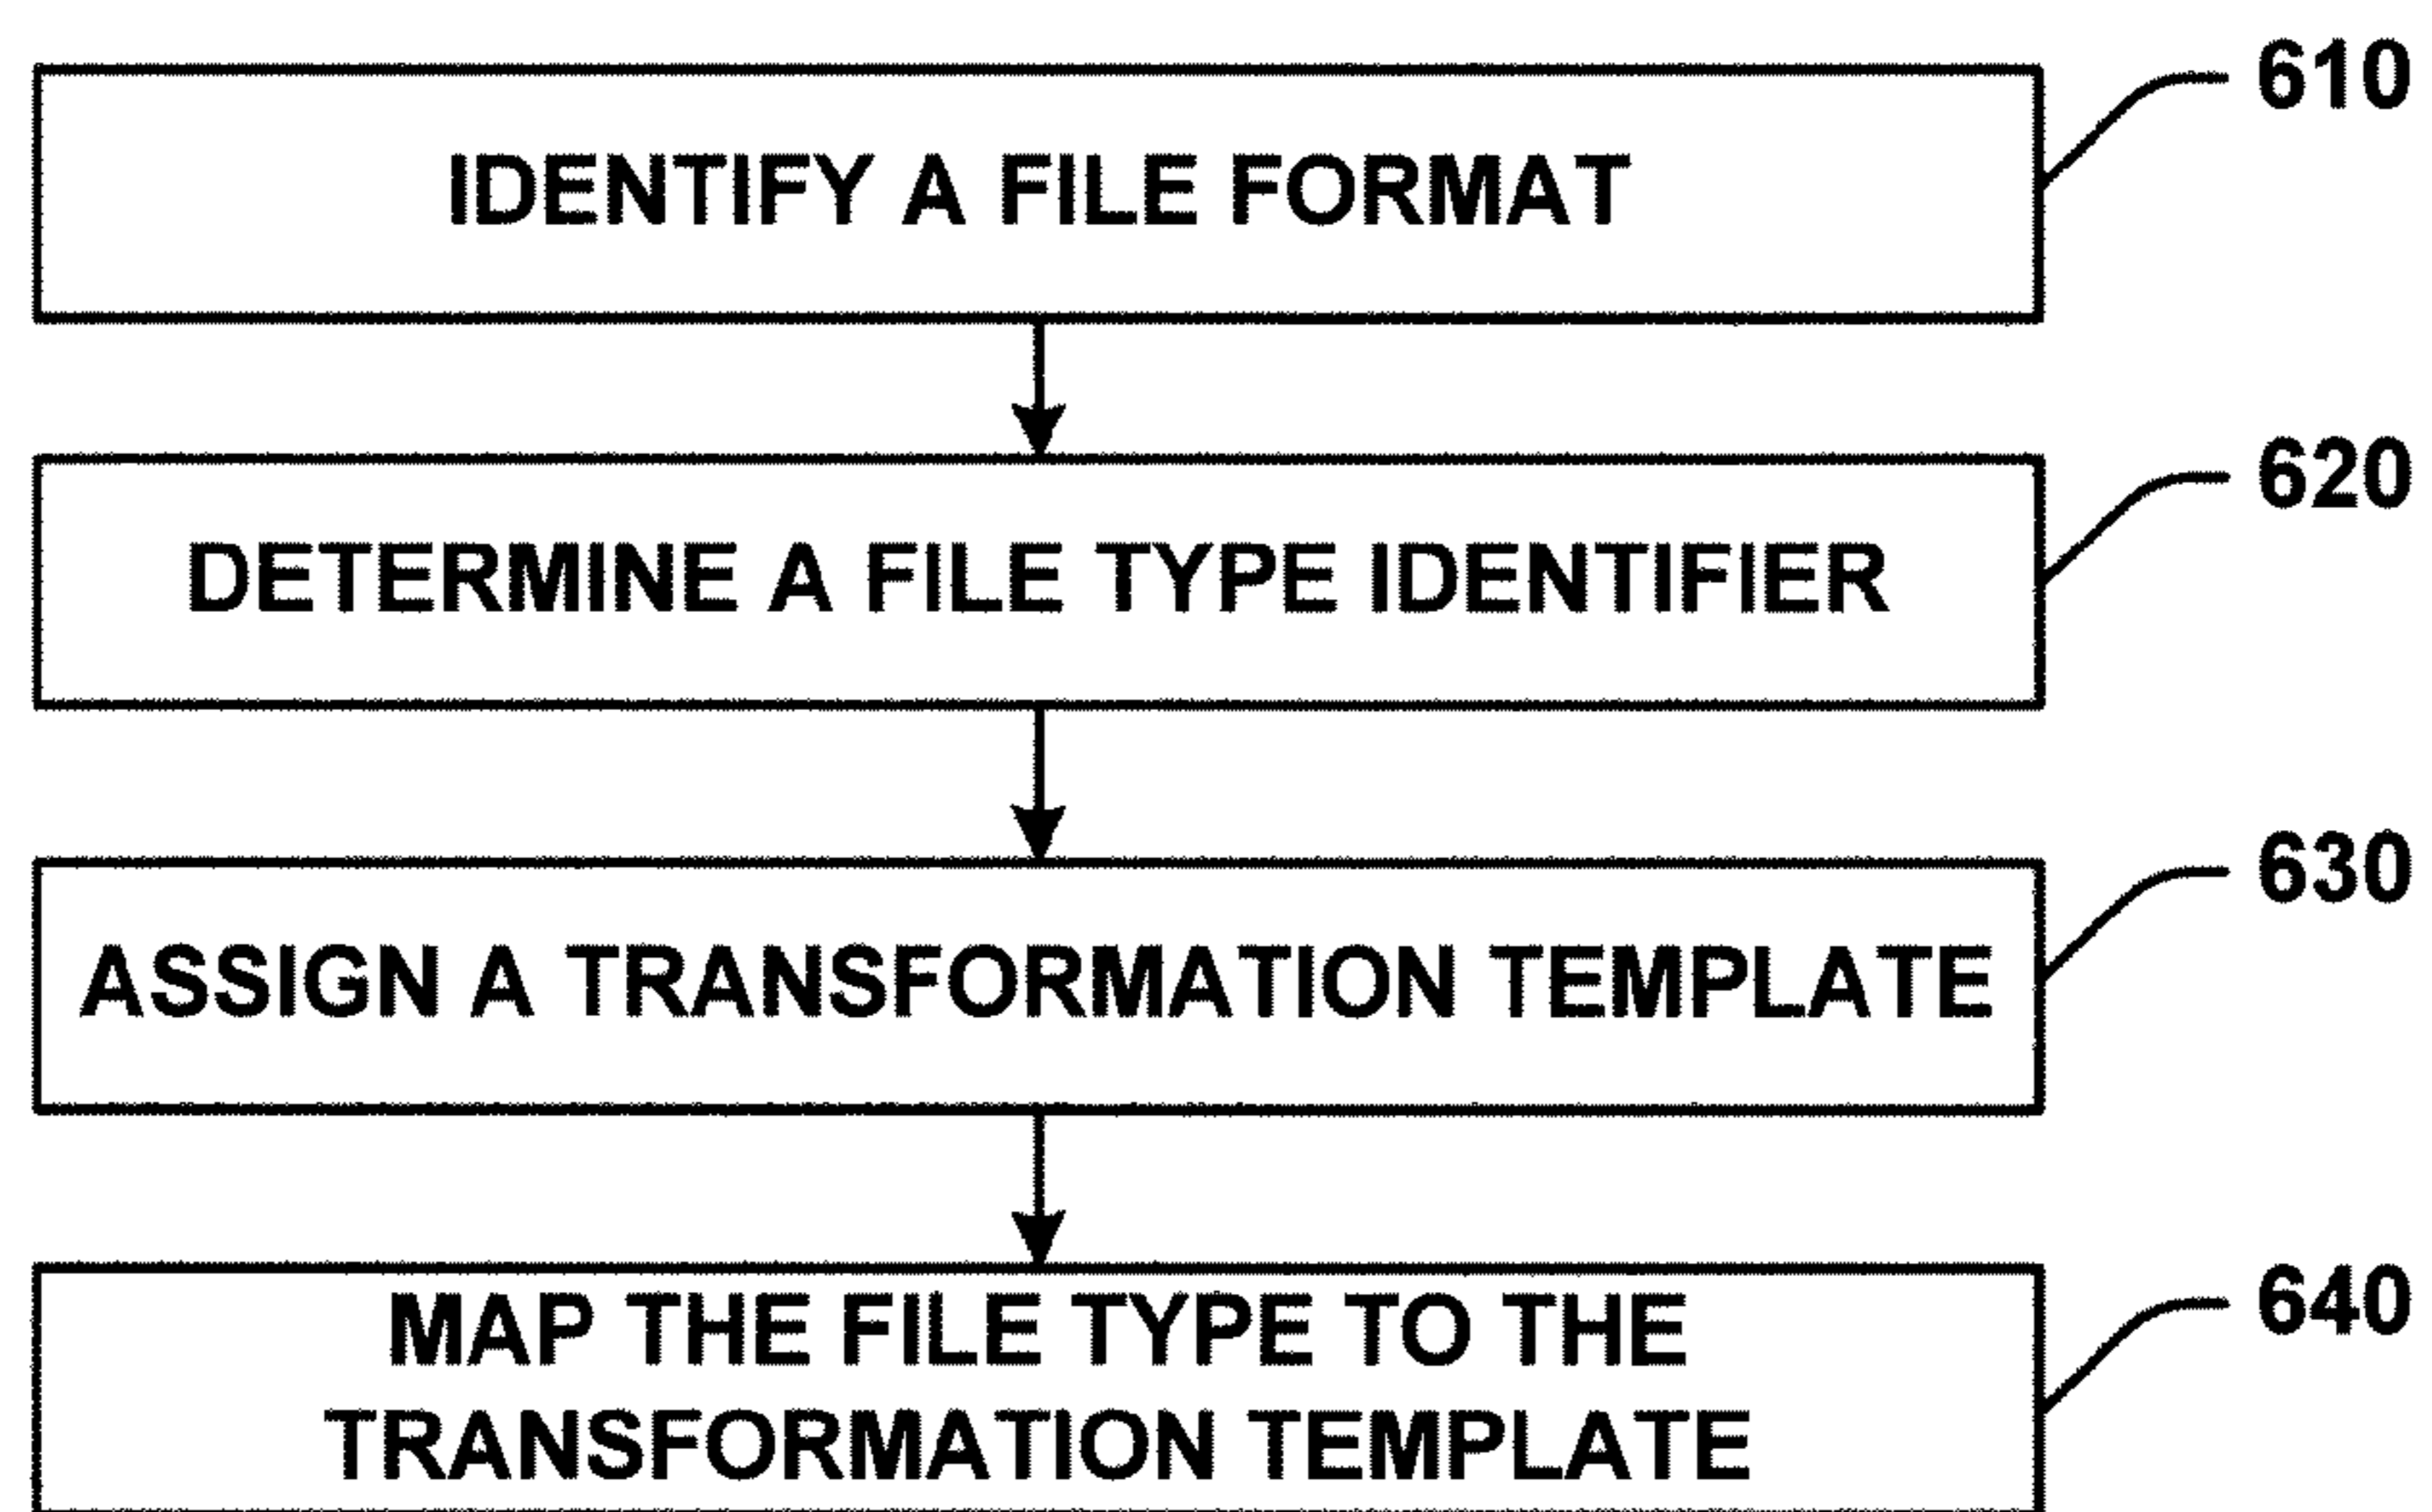 610
IDENTIFY A FILE FORMAT
620
DETERMINE A FILE TYPE IDENTIFIER
630
ASSIGN A TRANSFORMATION TEMPLATE
640
MAP THE FILE TYPE TO THE
TRANSFORMATION TEMPLATE